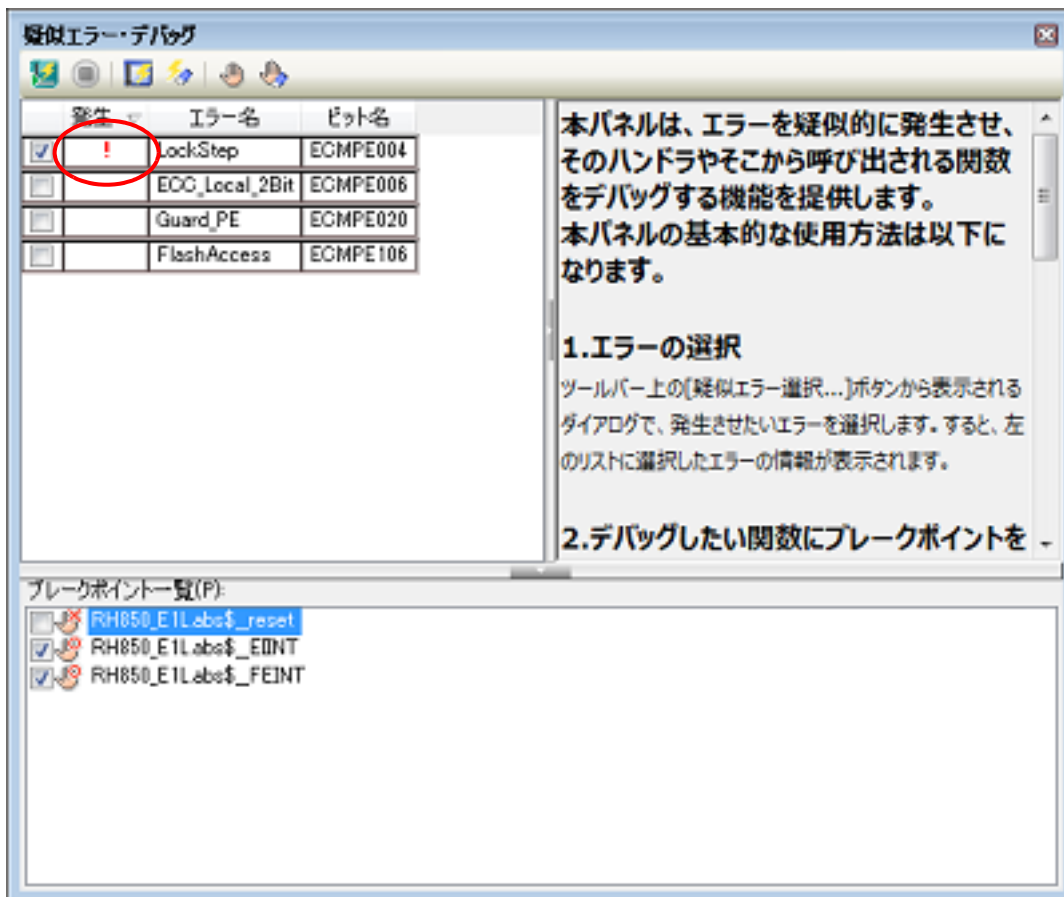 疑似エラー・デバッグ
発生 エラー名 ビット名
! LockStep ECMPE004
ECC_Local_2Bit ECMPE006
Guard_PE ECMPE020
FlashAccess ECMPE106
本パネルは、エラーを疑似的に発生させ、
そのハンドラやそこから呼び出される関数
をデバッグする機能を提供します。
本パネルの基本的な使用方法は以下に
なります。
1.エラーの選択
ツールバー上の[疑似エラー選択...]ボタンから表示される
ダイアログで、発生させたいエラーを選択します。すると、左
のリストに選択したエラーの情報が表示されます。
2.デバッグしたい関数にブレークポイントを
ブレークポイント一覧(P):
RH850_E1L.abs$_reset
RH850_E1L.abs$_EIINT
RH850_E1L.abs$_FEINT